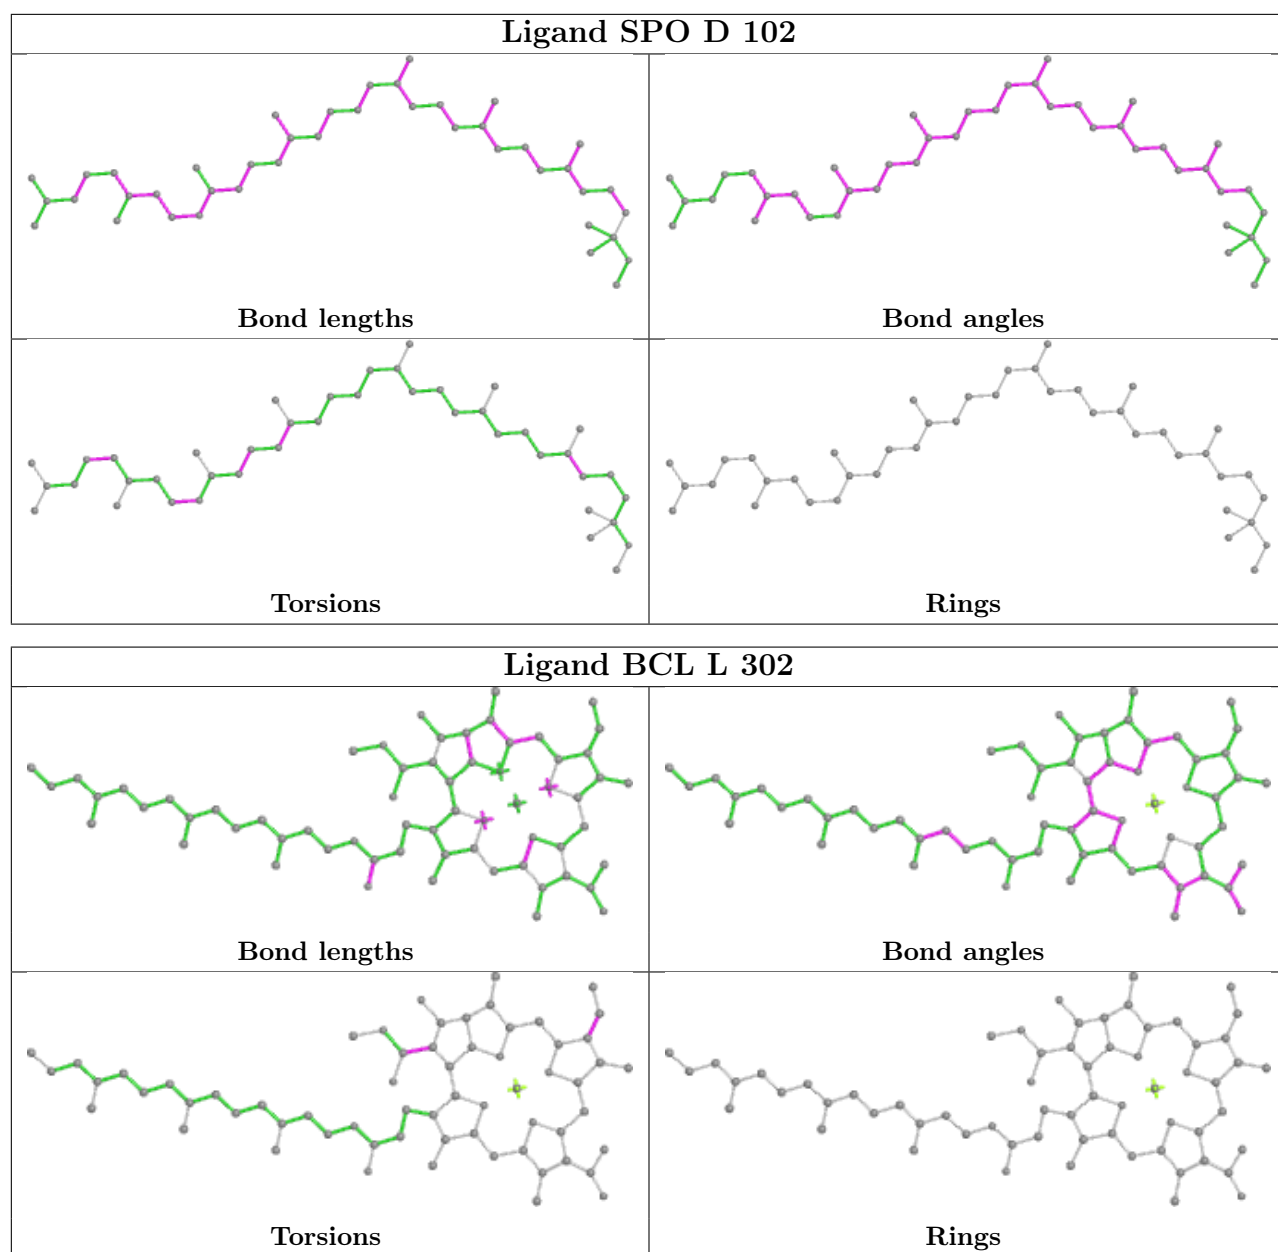 Ligand SPO D 102
Bond lengths
Bond angles
Torsions
Rings
Ligand BCL L 302
Bond lengths
Bond angles
Torsions
Rings